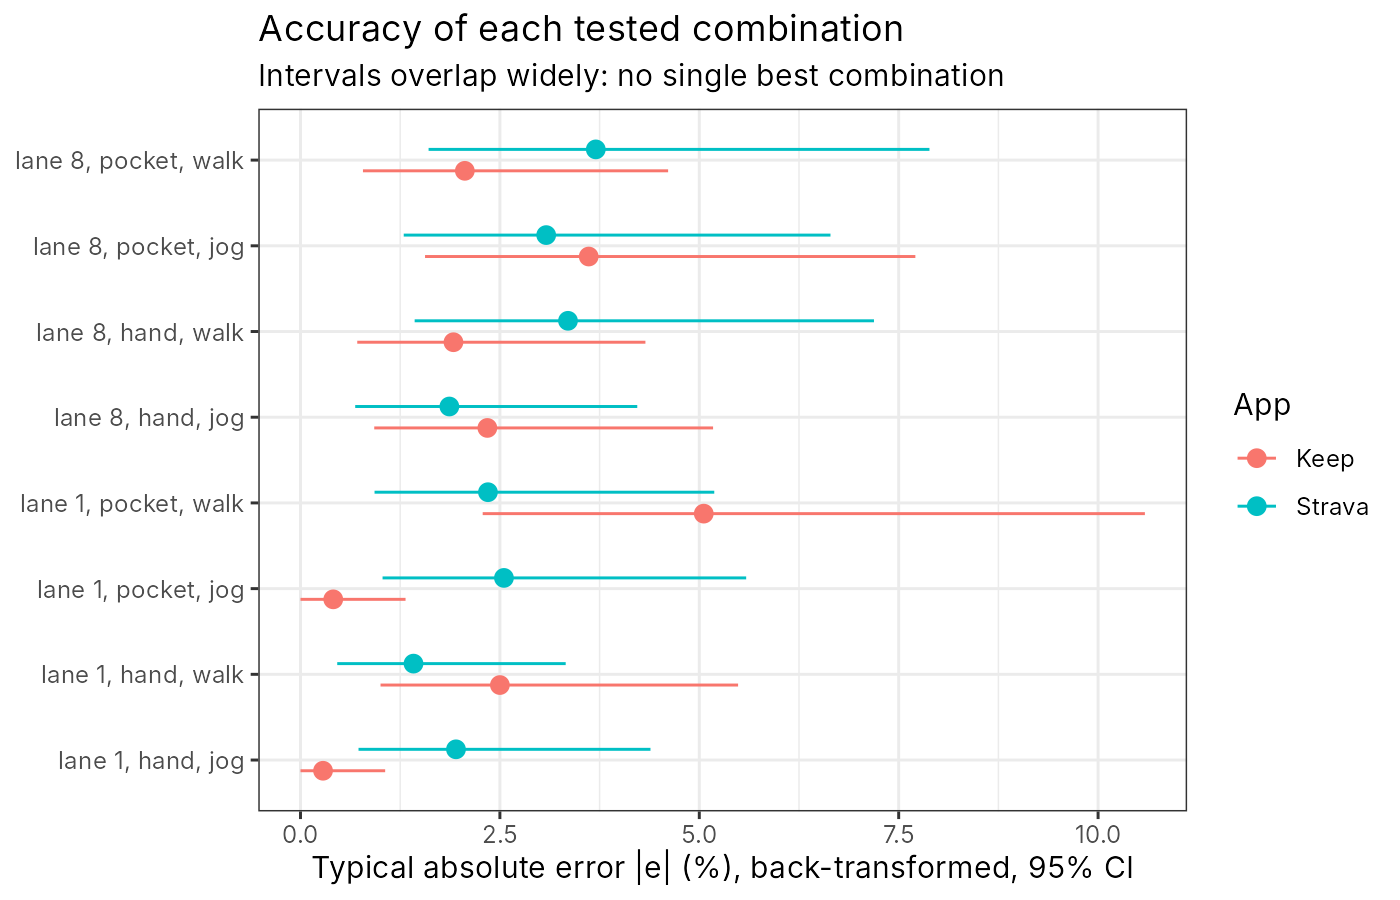 Accuracy of each tested combination
Intervals overlap widely: no single best combination
lane 8, pocket, walk
lane 8, pocket, jog
lane 8, hand, walk
lane 8, hand, jog
lane 1, pocket, walk
lane 1, pocket, jog
lane 1, hand, walk
lane 1, hand, jog
0.0 2.5 5.0 7.5 10.0
Typical absolute error |e| (%), back-transformed, 95% CI
App
Keep
Strava